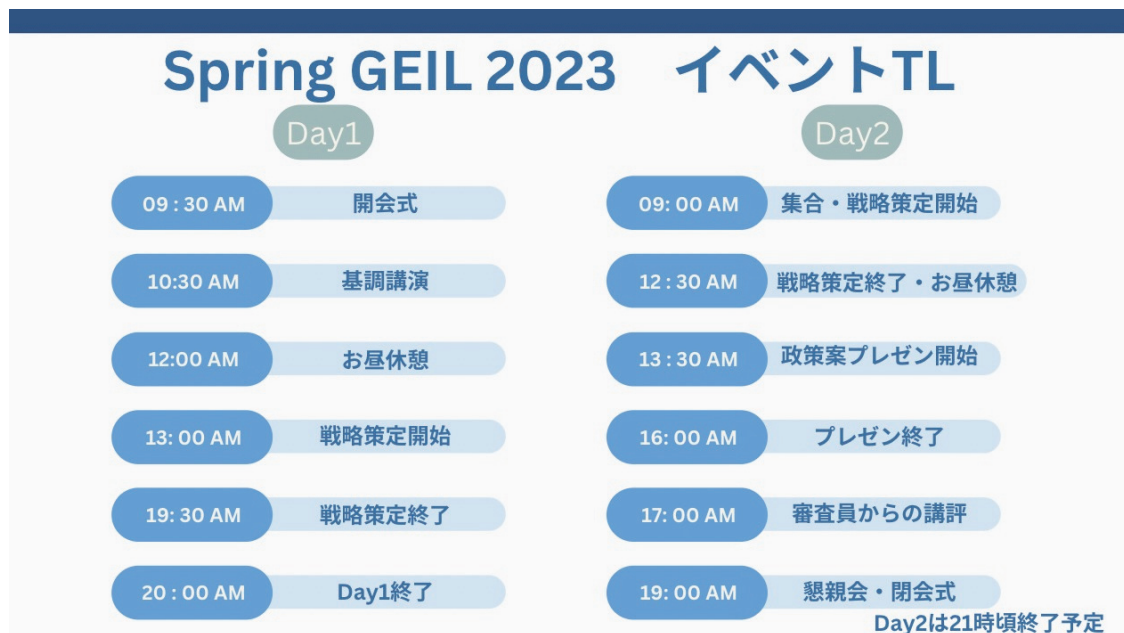 Spring GEIL 2023 イベントTL
Day1
09 : 30 AM 開会式
10:30 AM 基調講演
12:00 AM お昼休憩
13: 00 AM 戦略策定開始
19: 30 AM 戦略策定終了
20 : 00 AM Day1終了
Day2
09: 00 AM 集合・戦略策定開始
12 : 30 AM 戦略策定終了・お昼休憩
13 : 30 AM 政策案プレゼン開始
16: 00 AM プレゼン終了
17: 00 AM 審査員からの講評
19: 00 AM 懇親会・閉会式
Day2は21時頃終了予定